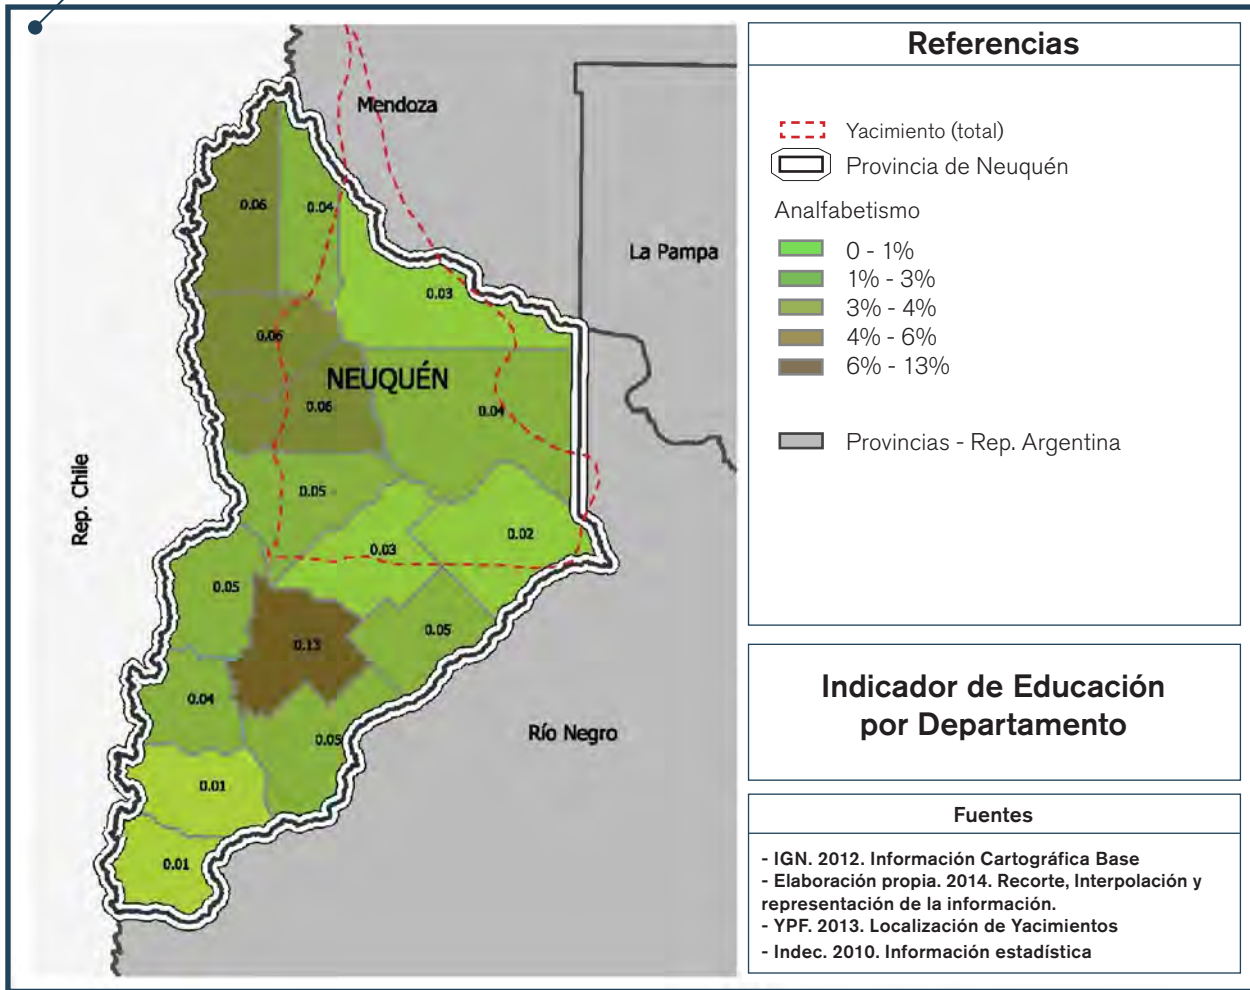 Mendoza
La Pampa
NEUQUÉN
Rep. Chile
Río Negro
0.06
0.04
0.03
0.06
0.06
0.04
0.05
0.03
0.02
0.05
0.13
0.05
0.04
0.05
0.01
0.01
Referencias
Yacimiento (total)
Provincia de Neuquén
Analfabetismo
0 - 1%
1% - 3%
3% - 4%
4% - 6%
6% - 13%
Provincias - Rep. Argentina
Indicador de Educación
por Departamento
Fuentes
- IGN. 2012. Información Cartográfica Base
- Elaboración propia. 2014. Recorte, Interpolación y
representación de la información.
- YPF. 2013. Localización de Yacimientos
- Indec. 2010. Información estadística